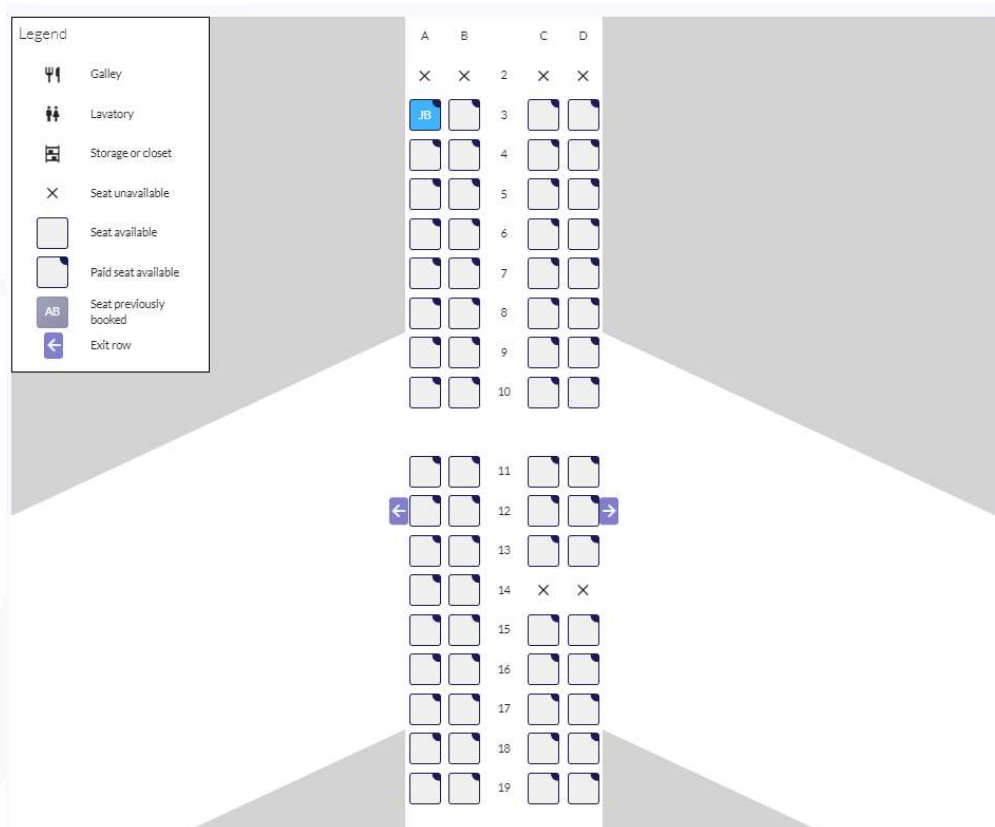 Legend
Galley
Lavatory
Storage or closet
Seat unavailable
Seat available
Paid seat available
AB Seat previously
booked
Exit row
A B C D
2
JB 3
4
5
6
7
8
9
10
11
12
13
14
15
16
17
18
19